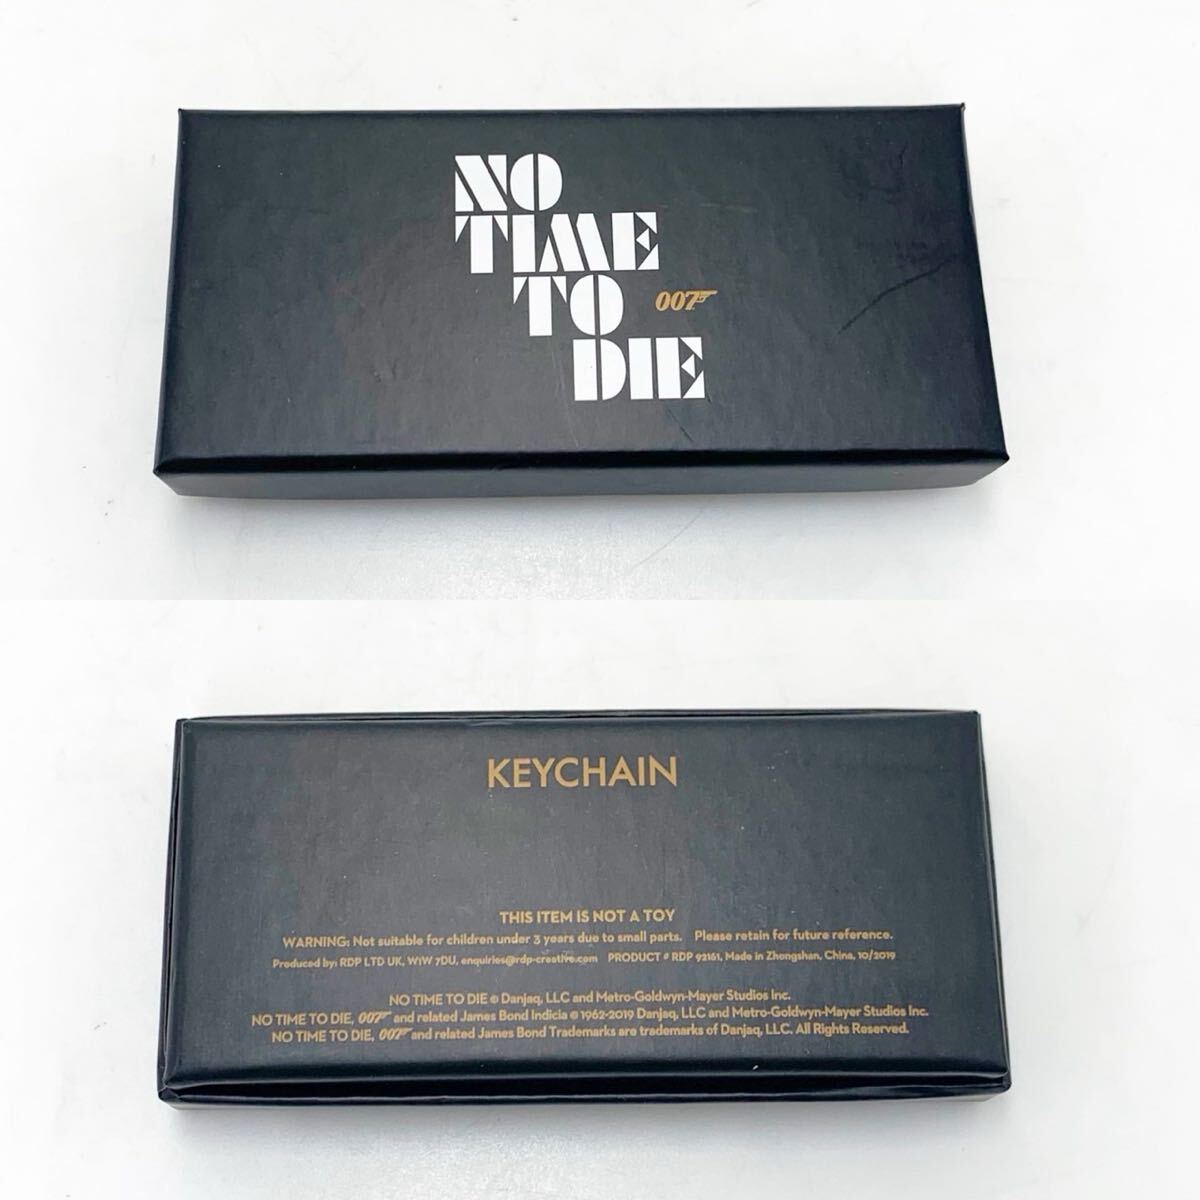 NO
TIME
TO
007
DIE
KEYCHAIN
THIS ITEM IS NOT A TOY
WARNING: Not suitable for children under 3 years due to small parts. Please retain for future reference.
Produced by: RDP LTD UK, W1W 7DU, enquiries@rdp-creative.com PRODUCT # RDP 92161, Made in Zhongshan, China, 10/2019
NO TIME TO DIE © Danjaq, LLC and Metro-Goldwyn-Mayer Studios Inc.
NO TIME TO DIE, 007 and related James Bond Indicia © 1962-2019 Danjaq, LLC and Metro-Goldwyn-Mayer Studios Inc.
NO TIME TO DIE, 007 and related James Bond Trademarks are trademarks of Danjaq, LLC. All Rights Reserved.